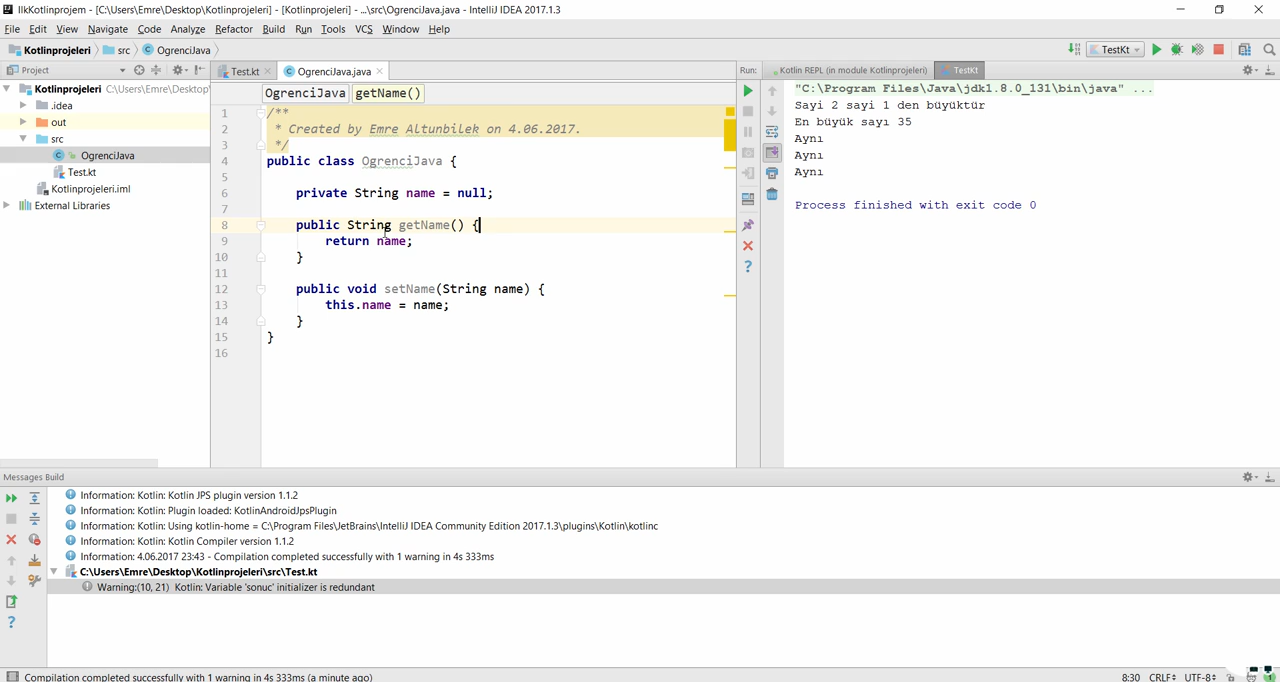 IlkKotlinprojem - [C:\Users\Emre\Desktop\Kotlinprojeleri] - [Kotlinprojeleri] - ...\src\OgrenciJava.java - IntelliJ IDEA 2017.1.3
File Edit View Navigate Code Analyze Refactor Build Run Tools VCS Window Help
Kotlinprojeleri src OgrenciJava TestKt
Project
Kotlinprojeleri C:\Users\Emre\Desktop\
.idea
out
src
OgrenciJava
Test.kt
Kotlinprojeleri.iml
External Libraries
Test.kt OgrenciJava.java
OgrenciJava getName()
1 /**
2 * Created by Emre Altunbilek on 4.06.2017.
3 */
4 public class OgrenciJava {
5
6 private String name = null;
7
8 public String getName() {
9 return name;
10 }
11
12 public void setName(String name) {
13 this.name = name;
14 }
15 }
16
Run: Kotlin REPL (in module Kotlinprojeleri) TestKt
"C:\Program Files\Java\jdk1.8.0_131\bin\java" ...
Sayi 2 sayi 1 den büyüktür
En büyük sayı 35
Aynı
Aynı
Aynı
Process finished with exit code 0
Messages Build
Information: Kotlin: Kotlin JPS plugin version 1.1.2
Information: Kotlin: Plugin loaded: KotlinAndroidJpsPlugin
Information: Kotlin: Using kotlin-home = C:\Program Files\JetBrains\IntelliJ IDEA Community Edition 2017.1.3\plugins\Kotlin\kotlinc
Information: Kotlin: Kotlin Compiler version 1.1.2
Information: 4.06.2017 23:43 - Compilation completed successfully with 1 warning in 4s 333ms
C:\Users\Emre\Desktop\Kotlinprojeleri\src\Test.kt
Warning:(10, 21) Kotlin: Variable 'sonuc' initializer is redundant
Compilation completed successfully with 1 warning in 4s 333ms (a minute ago) 8:30 CRLF UTF-8